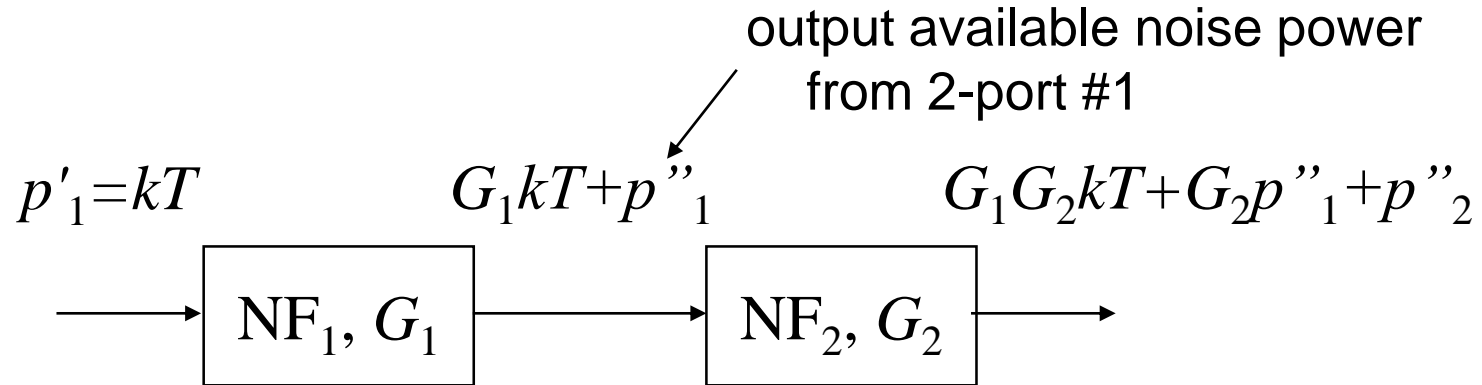 output available noise power
from 2-port #1
p'₁=kT G₁kT+p”₁ G₁G₂kT+G₂p”₁+p”₂
NF₁, G₁ NF₂, G₂